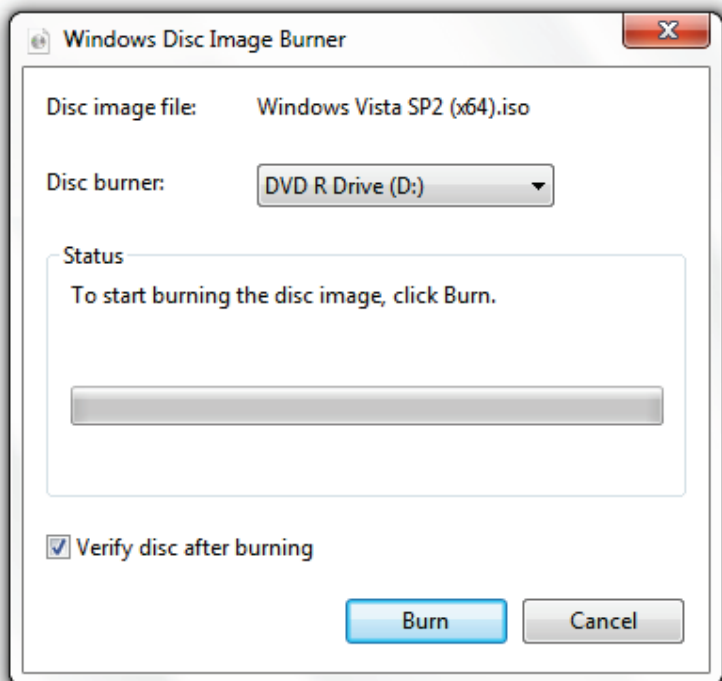 Windows Disc Image Burner
Disc image file: Windows Vista SP2 (x64).iso
Disc burner: DVD R Drive (D:)
Status
To start burning the disc image, click Burn.
Verify disc after burning
Burn Cancel